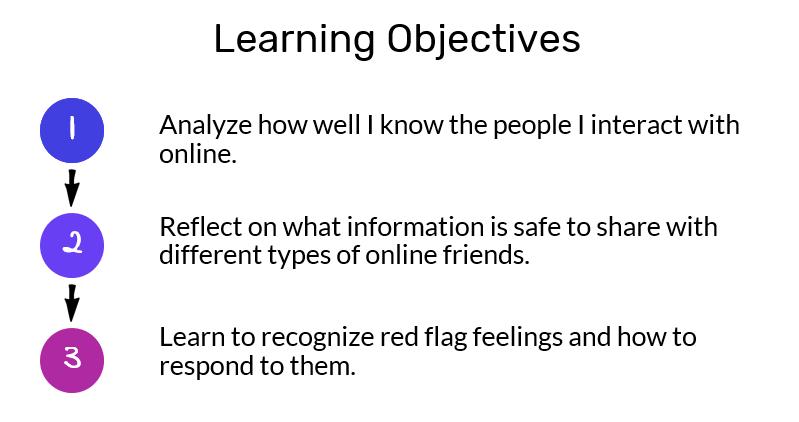 Learning Objectives
1
Analyze how well I know the people I interact with
online.
2
Reflect on what information is safe to share with
different types of online friends.
3
Learn to recognize red flag feelings and how to
respond to them.